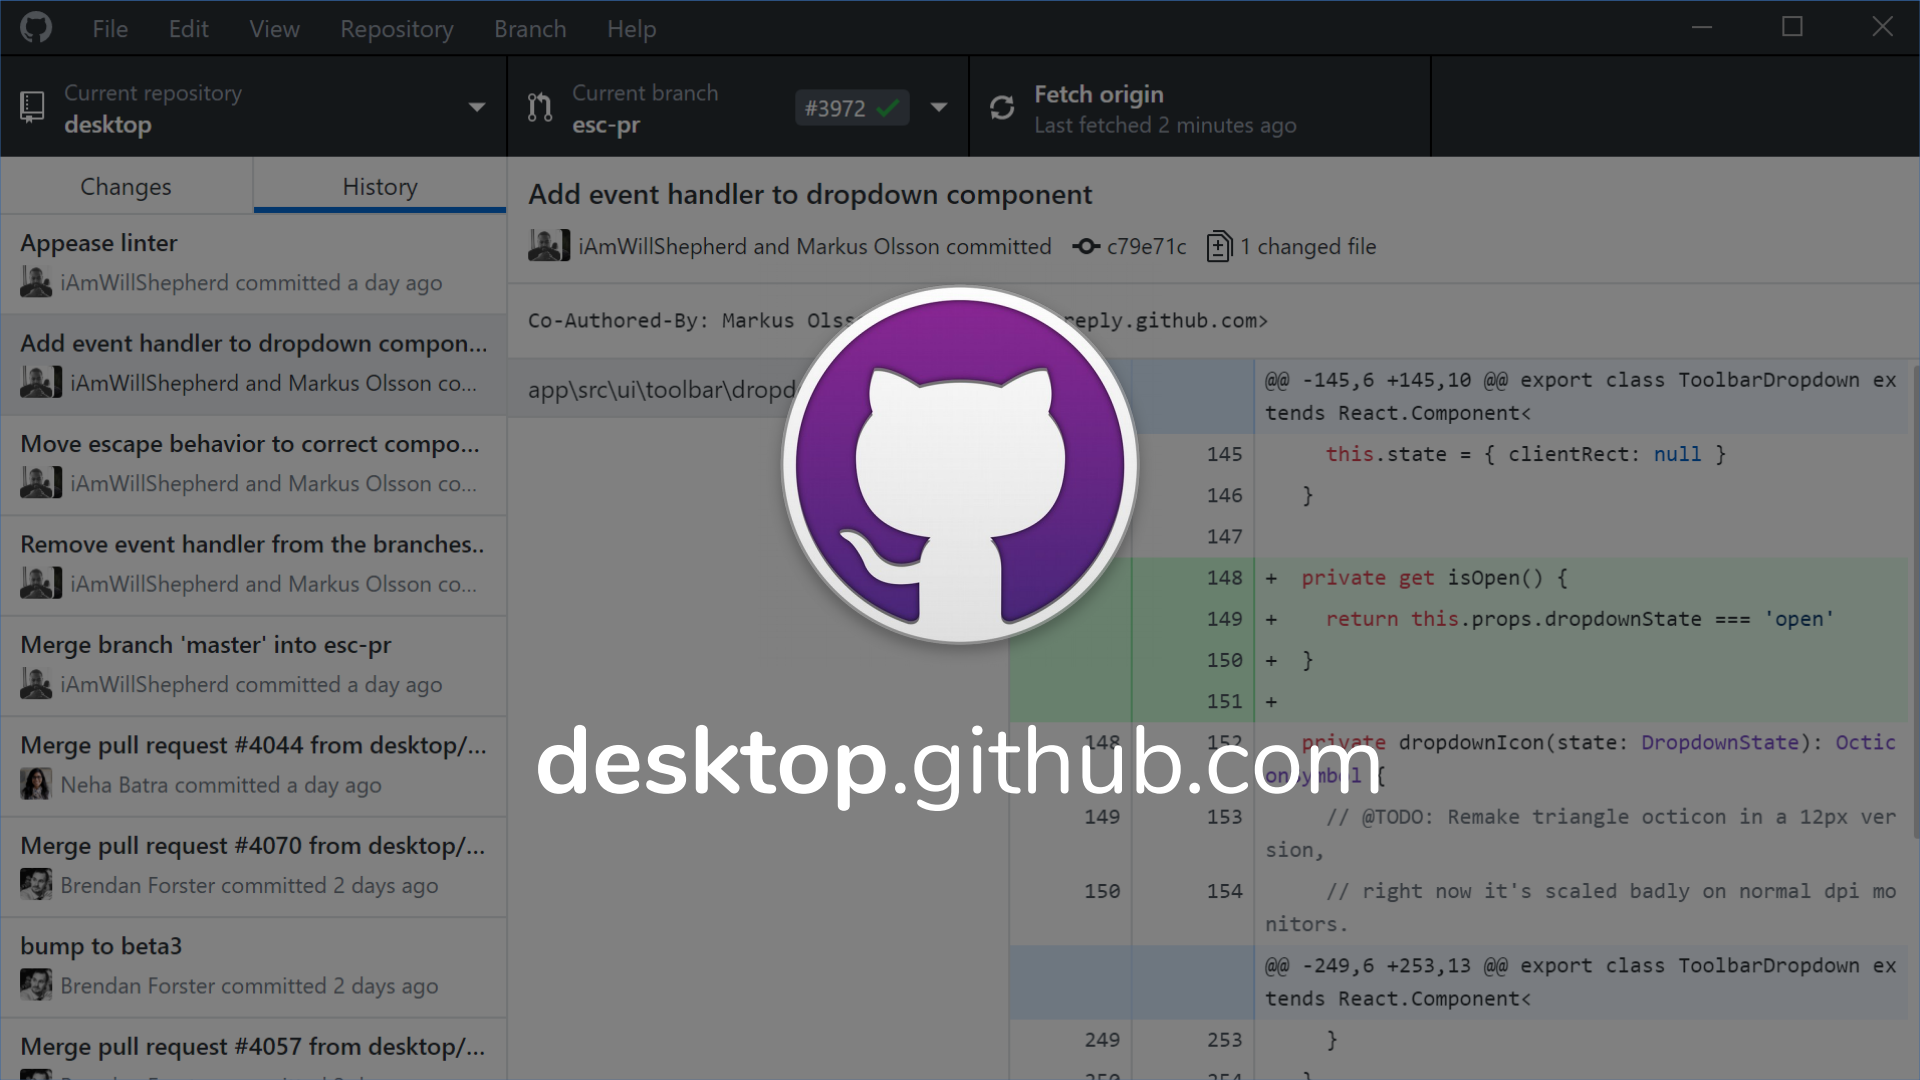 File Edit View Repository Branch Help
Current repository
desktop
Current branch
esc-pr
#3972
Fetch origin
Last fetched 2 minutes ago
Changes History
Appease linter
iAmWillShepherd committed a day ago
Add event handler to dropdown compon...
iAmWillShepherd and Markus Olsson co...
Move escape behavior to correct compo...
iAmWillShepherd and Markus Olsson co...
Remove event handler from the branches..
iAmWillShepherd and Markus Olsson co...
Merge branch 'master' into esc-pr
iAmWillShepherd committed a day ago
Merge pull request #4044 from desktop/...
Neha Batra committed a day ago
Merge pull request #4070 from desktop/...
Brendan Forster committed 2 days ago
bump to beta3
Brendan Forster committed 2 days ago
Merge pull request #4057 from desktop/...
Add event handler to dropdown component
iAmWillShepherd and Markus Olsson committed c79e71c 1 changed file
Co-Authored-By: Markus reply.github.com>
app\src\ui\toolbar\dropd
@@ -145,6 +145,10 @@ export class ToolbarDropdown ex
tends React.Component<
145 this.state = { clientRect: null }
146 }
147
148 + private get isOpen() {
149 + return this.props.dropdownState === 'open'
150 + }
151 +
148 152 private dropdownIcon(state: DropdownState): Octic
onSymbol {
149 153 // @TODO: Remake triangle octicon in a 12px ver
sion,
150 154 // right now it's scaled badly on normal dpi mo
nitors.
@@ -249,6 +253,13 @@ export class ToolbarDropdown ex
tends React.Component<
249 253 }
desktop.github.com